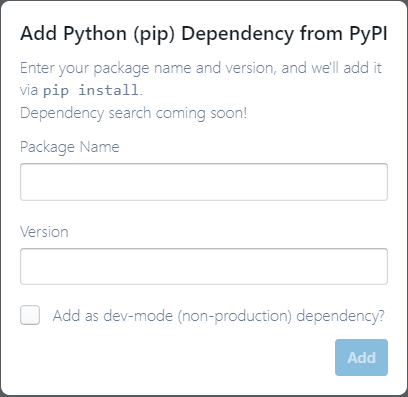 Add Python (pip) Dependency from PyPI
Enter your package name and version, and we'll add it
via pip install.
Dependency search coming soon!
Package Name
Version
Add as dev-mode (non-production) dependency?
Add